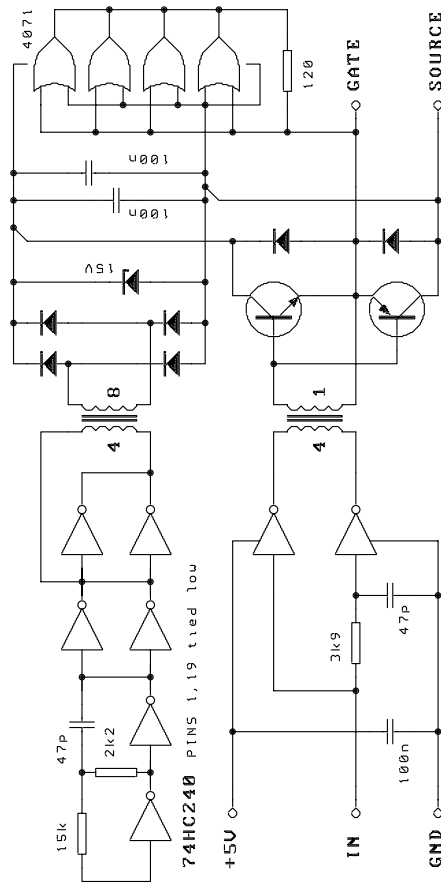 4071
120
100n
100n
15V
8
4
47p
2k2
15k
74HC240 PINS 1,19 tied low
GATE
SOURCE
1
4
3k9
47p
100n
+5V
IN
GND